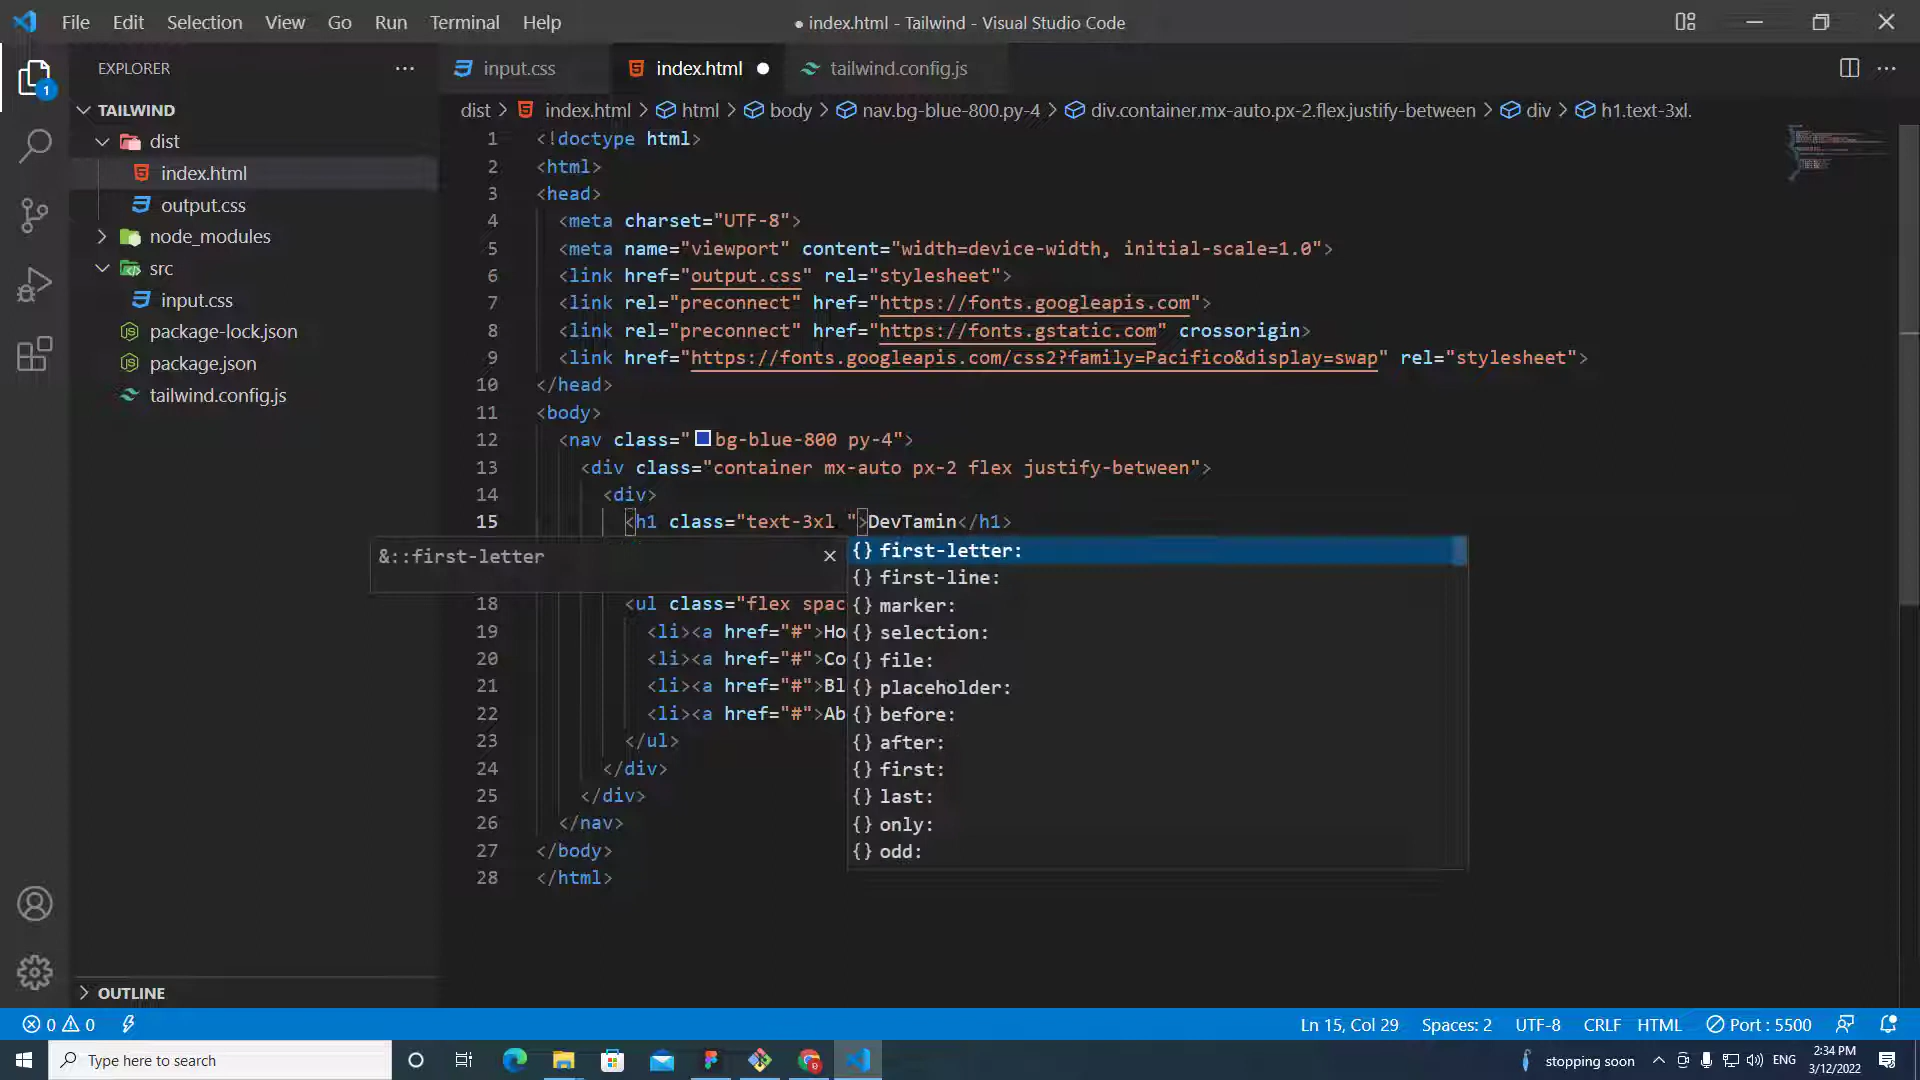 File Edit Selection View Go Run Terminal Help
● index.html - Tailwind - Visual Studio Code
EXPLORER ···
input.css index.html ● tailwind.config.js
1
TAILWIND
dist > index.html > html > body > nav.bg-blue-800.py-4 > div.container.mx-auto.px-2.flex.justify-between > div > h1.text-3xl.
dist
index.html
output.css
node_modules
src
input.css
package-lock.json
package.json
tailwind.config.js
OUTLINE
1 <!doctype html>
2 <html>
3 <head>
4 <meta charset="UTF-8">
5 <meta name="viewport" content="width=device-width, initial-scale=1.0">
6 <link href="output.css" rel="stylesheet">
7 <link rel="preconnect" href="https://fonts.googleapis.com">
8 <link rel="preconnect" href="https://fonts.gstatic.com" crossorigin>
9 <link href="https://fonts.googleapis.com/css2?family=Pacifico&display=swap" rel="stylesheet">
10 </head>
11 <body>
12 <nav class="bg-blue-800 py-4">
13 <div class="container mx-auto px-2 flex justify-between">
14 <div>
15 <h1 class="text-3xl ">DevTamin</h1>
&::first-letter
{} first-letter:
{} first-line:
{} marker:
{} selection:
{} file:
{} placeholder:
{} before:
{} after:
{} first:
{} last:
{} only:
{} odd:
18 <ul class="flex spac
19 <li><a href="#">Ho
20 <li><a href="#">Co
21 <li><a href="#">Bl
22 <li><a href="#">Ab
23 </ul>
24 </div>
25 </div>
26 </nav>
27 </body>
28 </html>
0 0 Ln 15, Col 29 Spaces: 2 UTF-8 CRLF HTML Port : 5500
Type here to search
stopping soon ENG
2:34 PM
3/12/2022